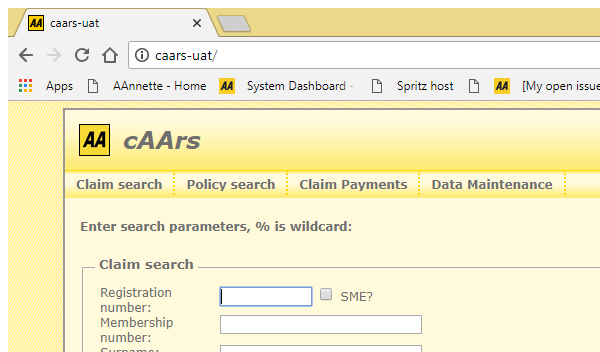 AA caars-uat
caars-uat/
Apps AAnnette - Home AA System Dashboard - Spritz host AA [My open issue
AA cAArs
Claim search Policy search Claim Payments Data Maintenance
Enter search parameters, % is wildcard:
Claim search
Registration
number:
SME?
Membership
number:
Surname: